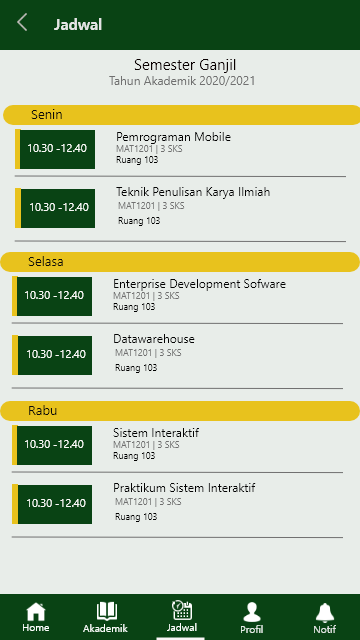 Jadwal
Semester Ganjil
Tahun Akademik 2020/2021
Senin
10.30 -12.40
Pemrograman Mobile
MAT1201 | 3 SKS
Ruang 103
10.30 -12.40
Teknik Penulisan Karya Ilmiah
MAT1201 | 3 SKS
Ruang 103
Selasa
10.30 -12.40
Enterprise Development Sofware
MAT1201 | 3 SKS
Ruang 103
10.30 -12.40
Datawarehouse
MAT1201 | 3 SKS
Ruang 103
Rabu
10.30 -12.40
Sistem Interaktif
MAT1201 | 3 SKS
Ruang 103
10.30 -12.40
Praktikum Sistem Interaktif
MAT1201 | 3 SKS
Ruang 103
Home
Akademik
Jadwal
Profil
Notif